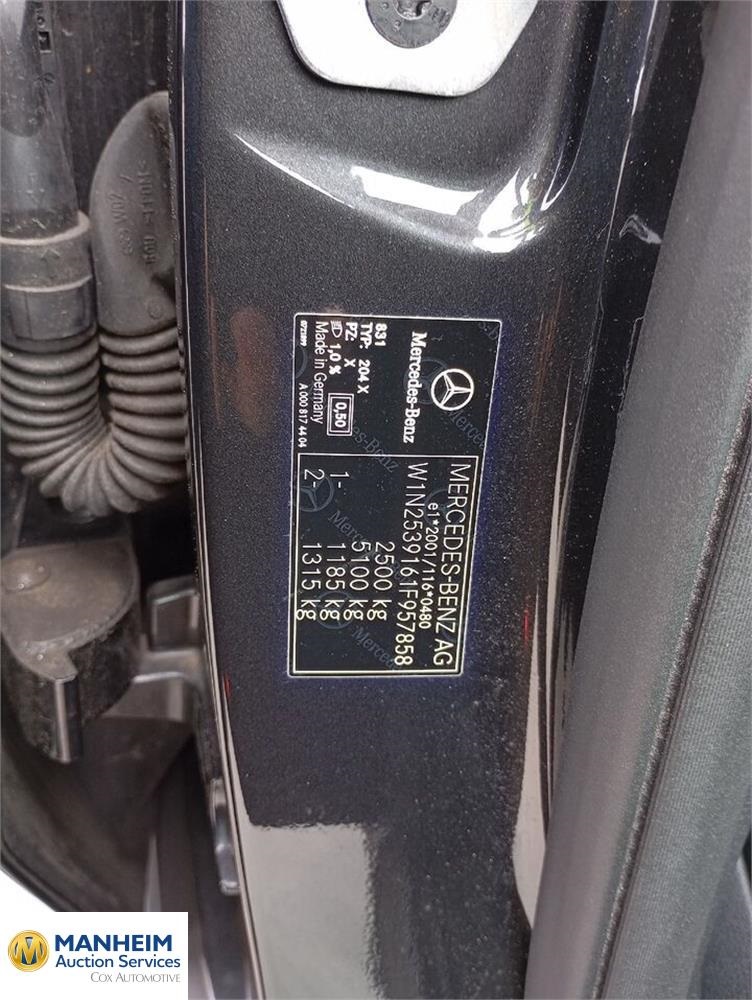 Mercedes-Benz
831
TYP: 204 X
PZ: X
1,0 %
0,50
Made in Germany
0721899
A 000 817 44 04
MERCEDES-BENZ AG
e1*2001/116*0480
W1N2539161F957858
2500 kg
5100 kg
1- 1185 kg
2- 1315 kg
MANHEIM
Auction Services
COX AUTOMOTIVE